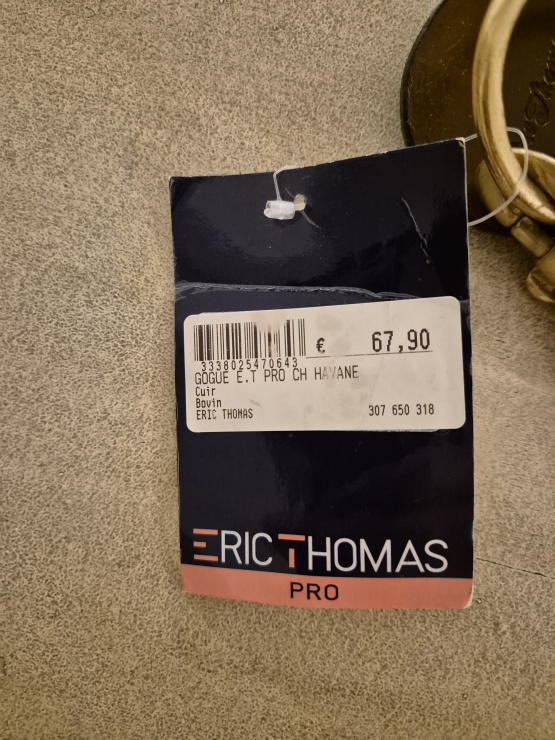 € 67,90
3338025470643
GOGUE E.T PRO CH HAVANE
Cuir
Bovin
ERIC THOMAS 307 650 318
ERIC THOMAS
PRO